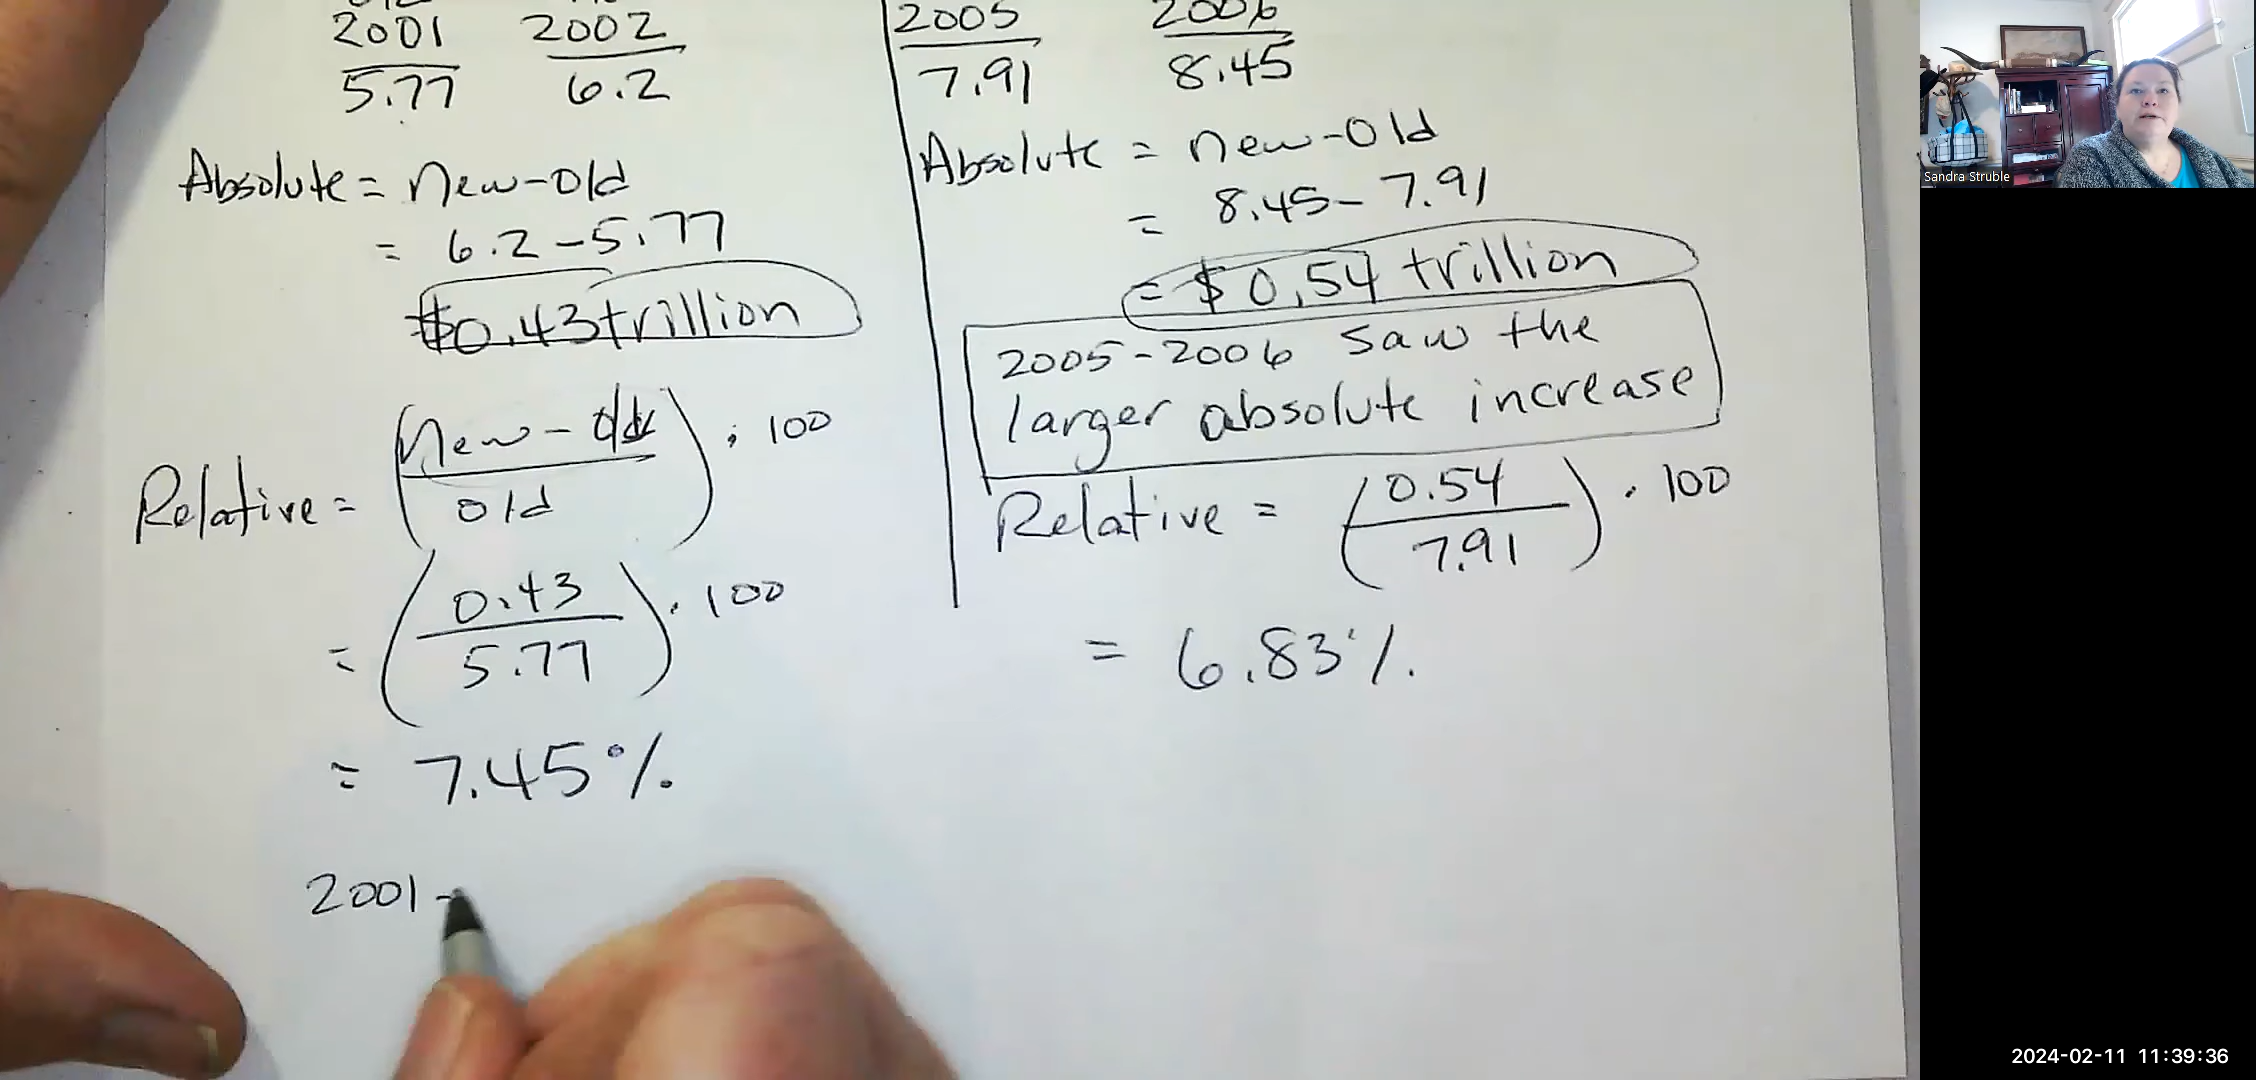 2001 2002
5.77 6.2
Absolute = new-old
= 6.2-5.77
$0.43 trillion
Relative = (new-old/old) · 100
= (0.43/5.77) · 100
= 7.45%
2001 -
2005 2006
7.91 8.45
Absolute = new-old
= 8.45-7.91
= $0.54 trillion
2005-2006 saw the
larger absolute increase
Relative = (0.54/7.91) · 100
= 6.83%.
Sandra Struble
2024-02-11 11:39:36